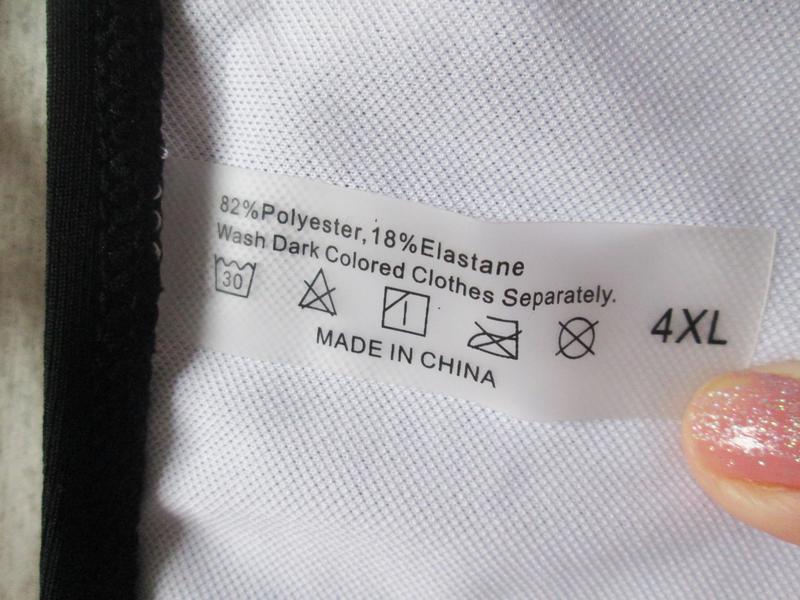 82%Polyester,18%Elastane
Wash Dark Colored Clothes Separately.
30
4XL
MADE IN CHINA